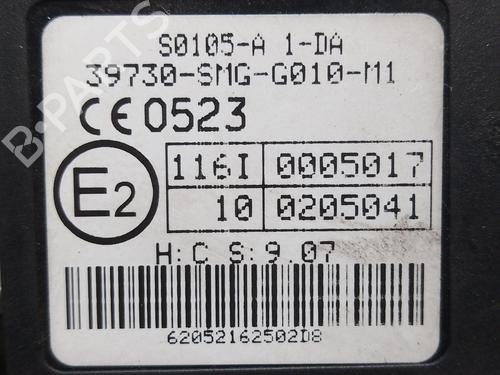 S0105-A 1-DA
39730-SMG-G010-M1
CE 0523
E2
116I 0005017
10 0205041
H:C S:9.07
62052162502D8
B-PARTS